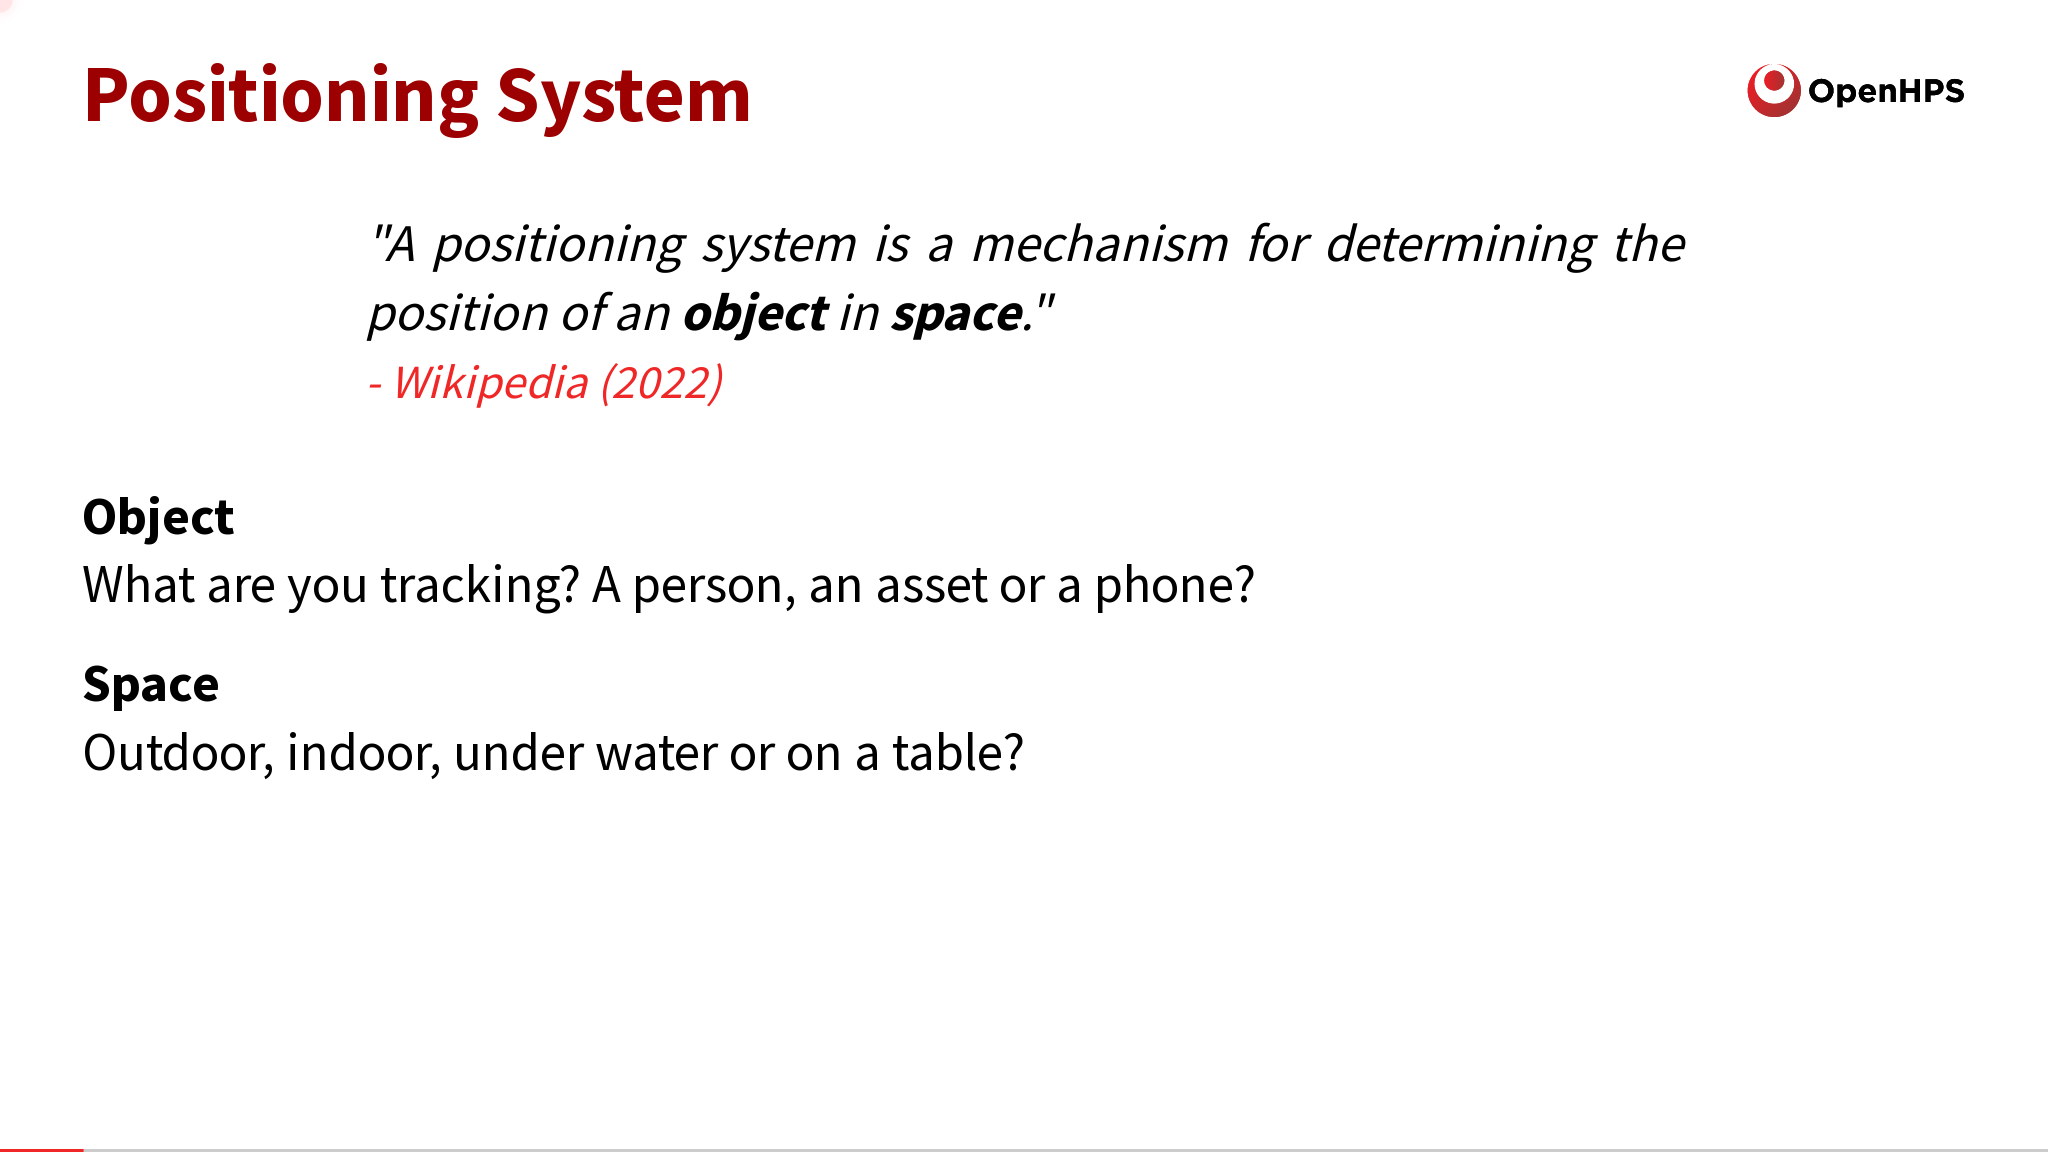 Positioning System
OpenHPS
"A positioning system is a mechanism for determining the
position of an object in space."
- Wikipedia (2022)
Object
What are you tracking? A person, an asset or a phone?
Space
Outdoor, indoor, under water or on a table?